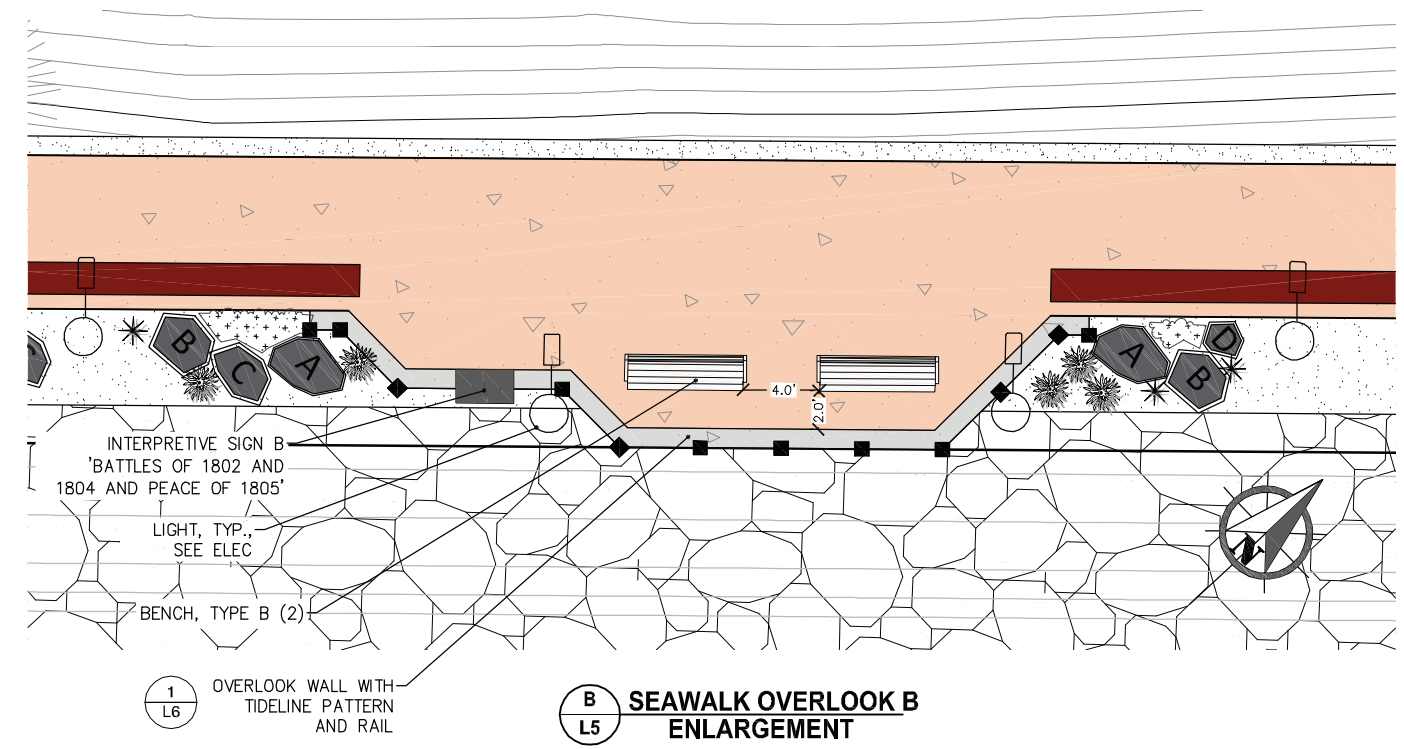 B
C
A
A
B
D
4.0'
2.0'
INTERPRETIVE SIGN B
'BATTLES OF 1802 AND
1804 AND PEACE OF 1805'
LIGHT, TYP.,
SEE ELEC
BENCH, TYPE B (2)
N
1
L6
OVERLOOK WALL WITH
TIDELINE PATTERN
AND RAIL
B
L5
SEAWALK OVERLOOK B
ENLARGEMENT